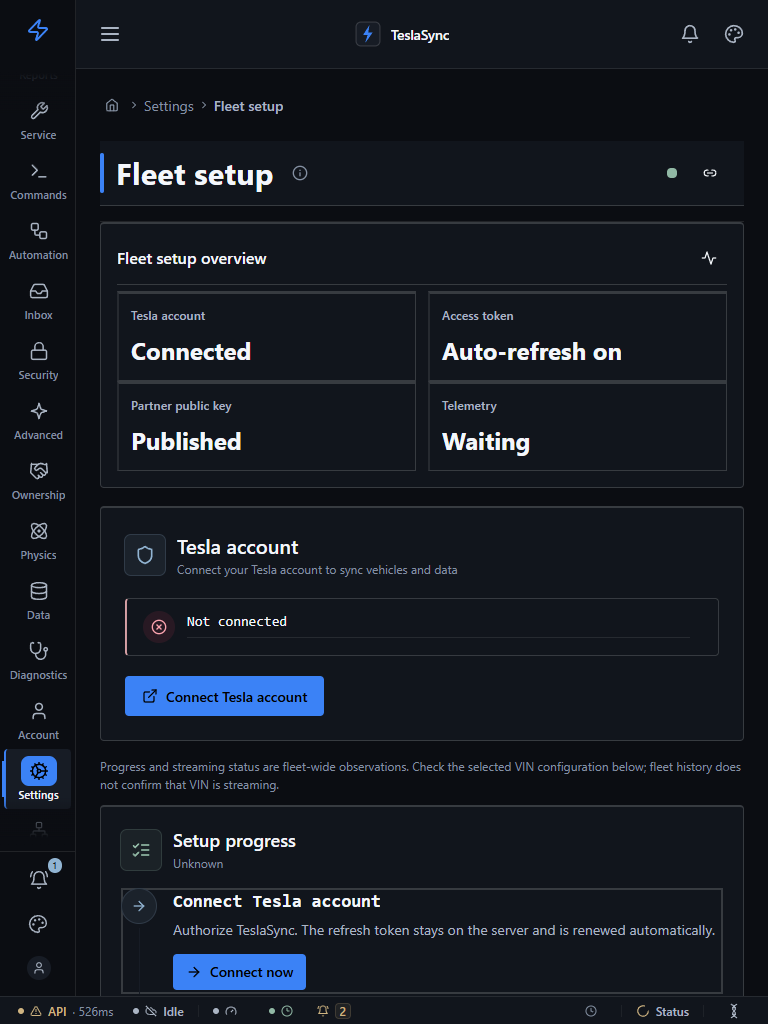 TeslaSync
Reports
Service
Commands
Automation
Inbox
Security
Advanced
Ownership
Physics
Data
Diagnostics
Account
Settings
1
Settings
Fleet setup
Fleet setup
Fleet setup overview
Tesla account
Connected
Access token
Auto-refresh on
Partner public key
Published
Telemetry
Waiting
Tesla account
Connect your Tesla account to sync vehicles and data
Not connected
Connect Tesla account
Progress and streaming status are fleet-wide observations. Check the selected VIN configuration below; fleet history does
not confirm that VIN is streaming.
Setup progress
Unknown
Connect Tesla account
Authorize TeslaSync. The refresh token stays on the server and is renewed automatically.
Connect now
API · 526ms
Idle
2
Status